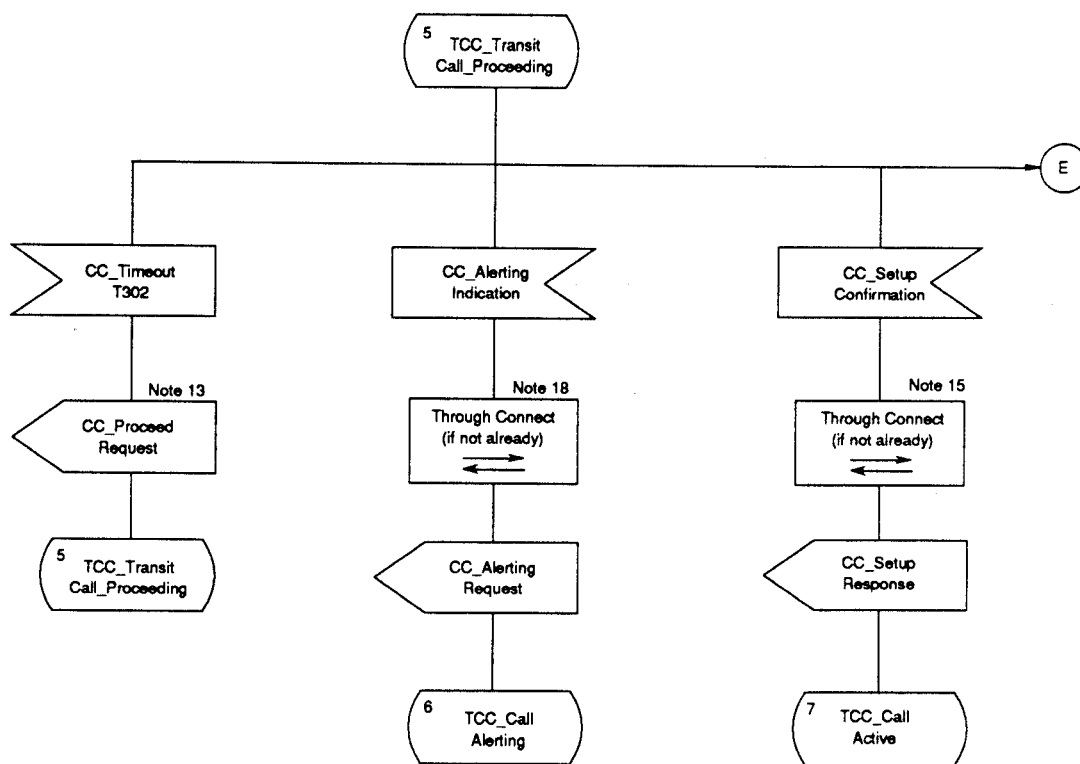 5
TCC_Transit
Call_Proceeding
E
CC_Timeout
T302
CC_Alerting
Indication
CC_Setup
Confirmation
Note 13
CC_Proceed
Request
Note 18
Through Connect
(if not already)
Note 15
Through Connect
(if not already)
5
TCC_Transit
Call_Proceeding
CC_Alerting
Request
CC_Setup
Response
6
TCC_Call
Alerting
7
TCC_Call
Active